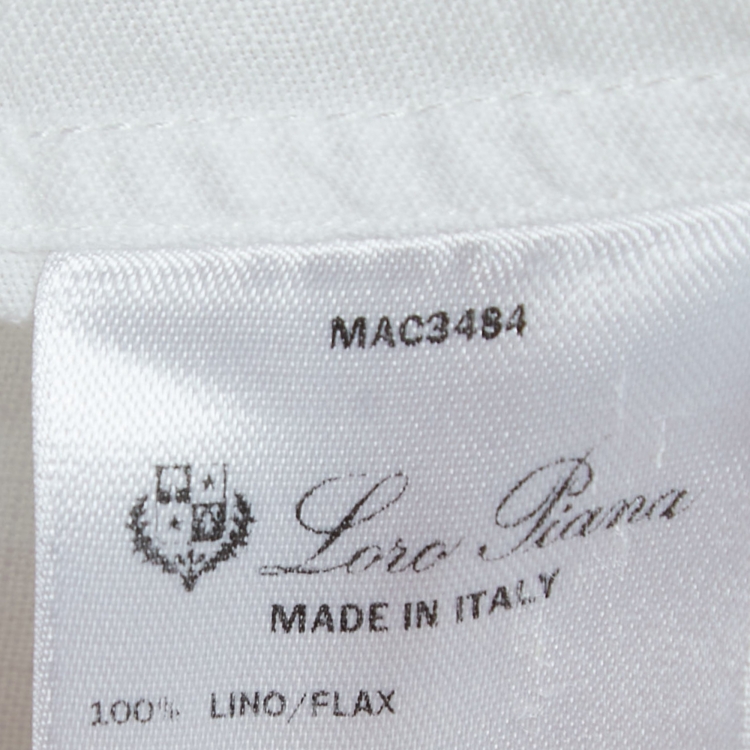 MAC3484
Loro Piana
MADE IN ITALY
100% LINO/FLAX